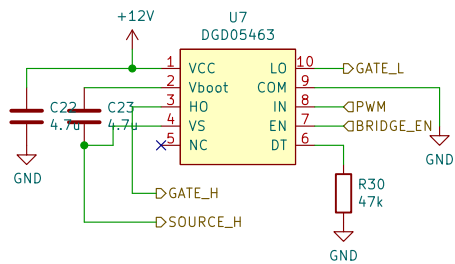 +12V
U7
DGD05463
1 VCC LO 10 GATE_L
2 Vboot COM 9
C22 C23 3 HO IN 8 PWM
4.7u 4.7u 4 VS EN 7 BRIDGE_EN
5 NC DT 6
GND GND
R30
47k
GATE_H
SOURCE_H
GND